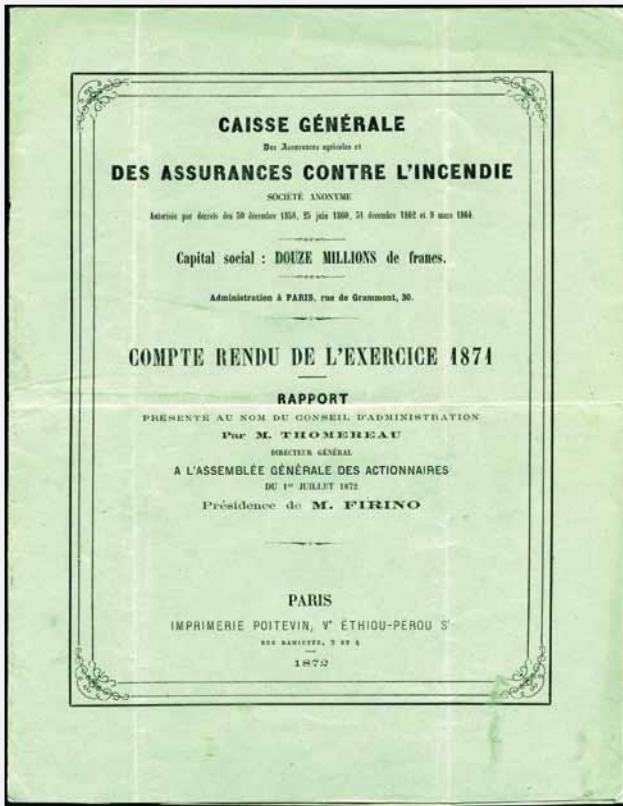 CAISSE GÉNÉRALE
Des Assurances agricoles et
DES ASSURANCES CONTRE L'INCENDIE
SOCIÉTÉ ANONYME
Autorisée par décrets des 30 décembre 1858, 25 juin 1860, 31 décembre 1862 et 9 mars 1864.
Capital social : DOUZE MILLIONS de francs.
Administration à PARIS, rue de Grammont, 30.
COMPTE RENDU DE L'EXERCICE 1871
RAPPORT
PRÉSENTÉ AU NOM DU CONSEIL D'ADMINISTRATION
Par M. THOMEREAU
DIRECTEUR GÉNÉRAL
A L'ASSEMBLÉE GÉNÉRALE DES ACTIONNAIRES
DU 1er JUILLET 1872
Présidence de M. FIRINO
PARIS
IMPRIMERIE POITEVIN, Ve ÉTHIOU-PÉROU Sr
RUE DAMIETTE, 2 ET 4
1872